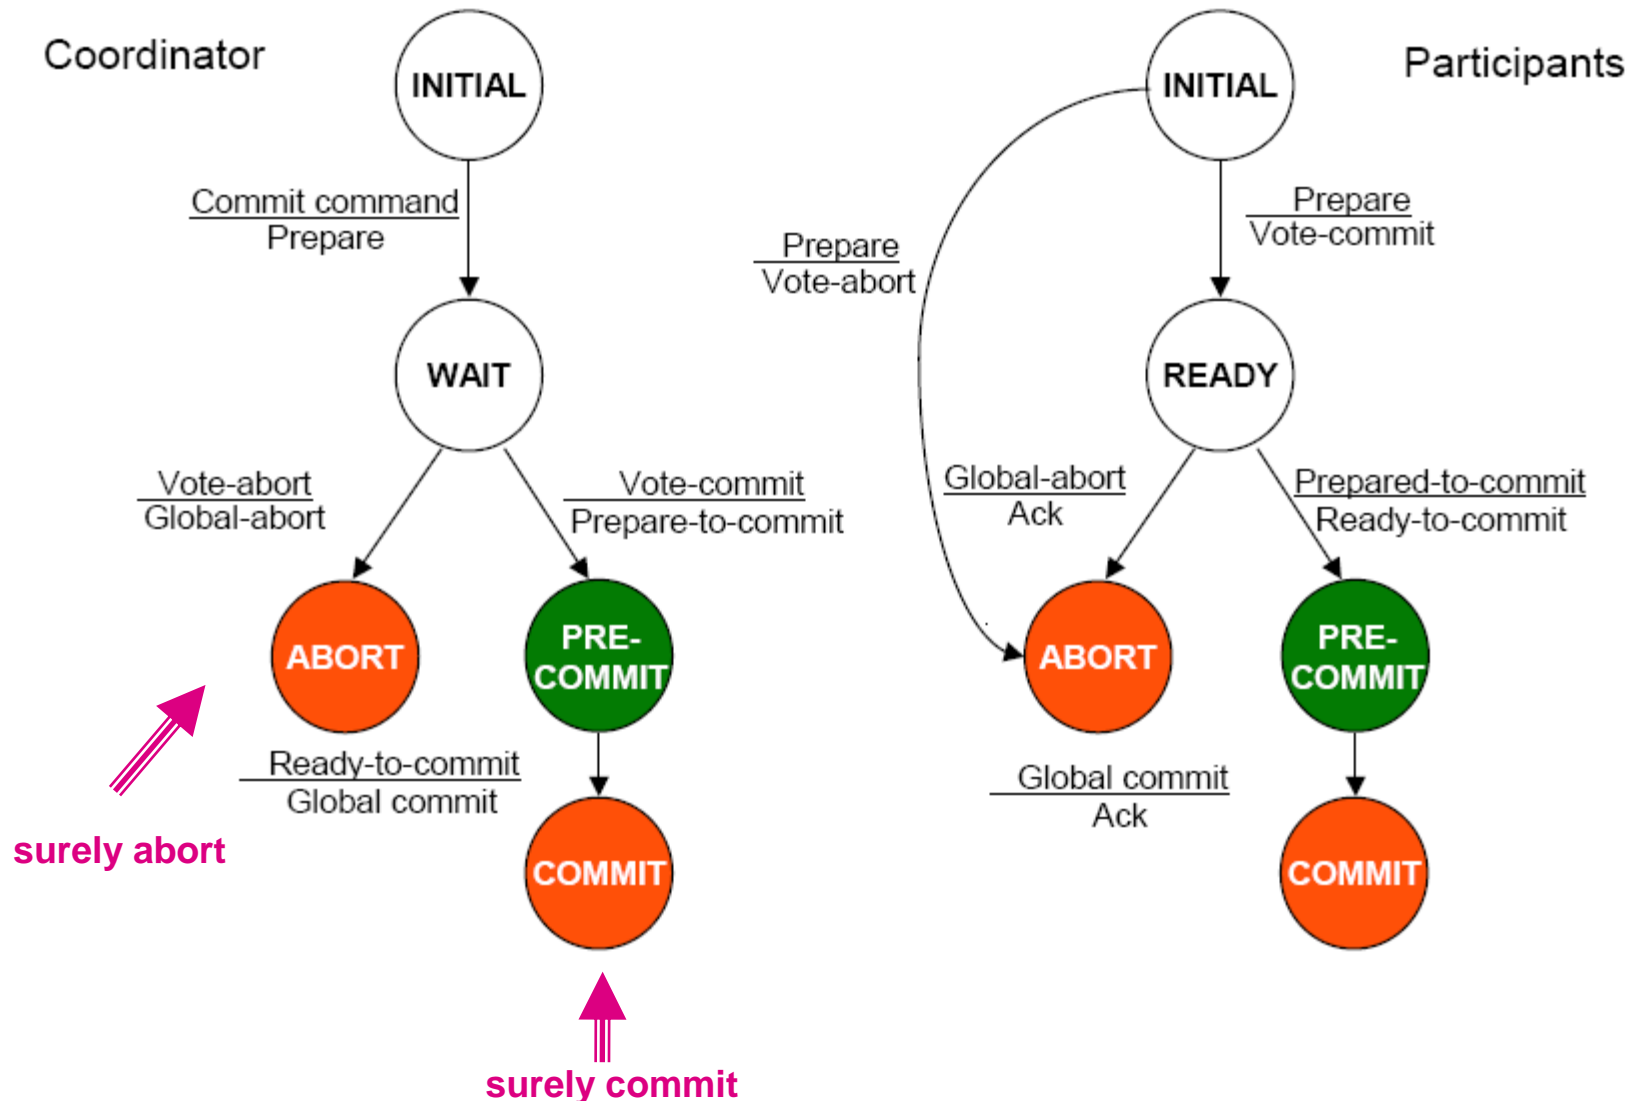 Coordinator
INITIAL
Commit command
Prepare
WAIT
Vote-abort
Global-abort
Vote-commit
Prepare-to-commit
ABORT
PRE-
COMMIT
Ready-to-commit
Global commit
COMMIT
surely abort
surely commit
Participants
INITIAL
Prepare
Vote-commit
Prepare
Vote-abort
READY
Global-abort
Ack
Prepared-to-commit
Ready-to-commit
ABORT
PRE-
COMMIT
Global commit
Ack
COMMIT